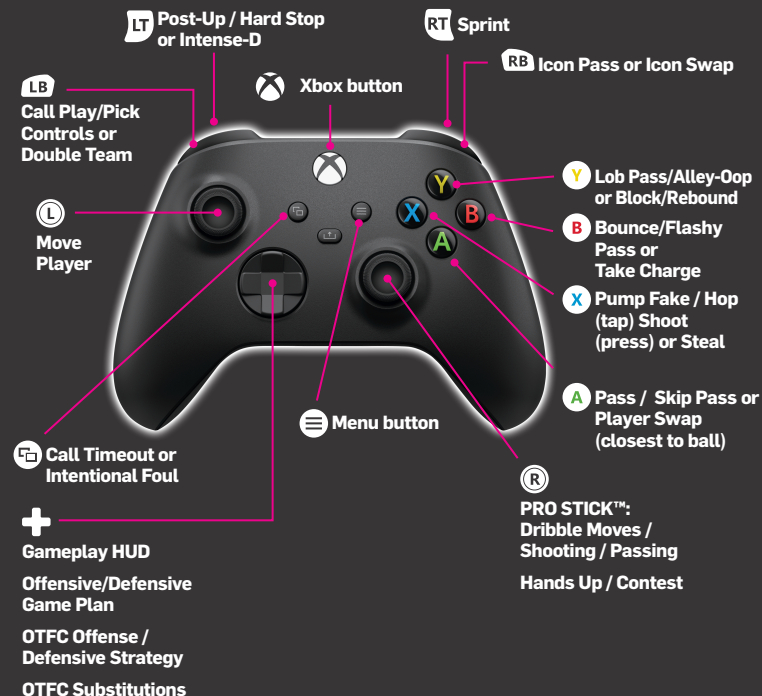 LT Post-Up / Hard Stop
or Intense-D
RT Sprint
RB Icon Pass or Icon Swap
LB
Call Play/Pick
Controls or
Double Team
Xbox button
L
Move
Player
Y
X
B
A
Y Lob Pass/Alley-Oop
or Block/Rebound
B Bounce/Flashy
Pass or
Take Charge
X Pump Fake / Hop
(tap) Shoot
(press) or Steal
A Pass / Skip Pass or
Player Swap
(closest to ball)
Menu button
Call Timeout or
Intentional Foul
R
PRO STICK™:
Dribble Moves /
Shooting / Passing
Hands Up / Contest
Gameplay HUD
Offensive/Defensive
Game Plan
OTFC Offense /
Defensive Strategy
OTFC Substitutions